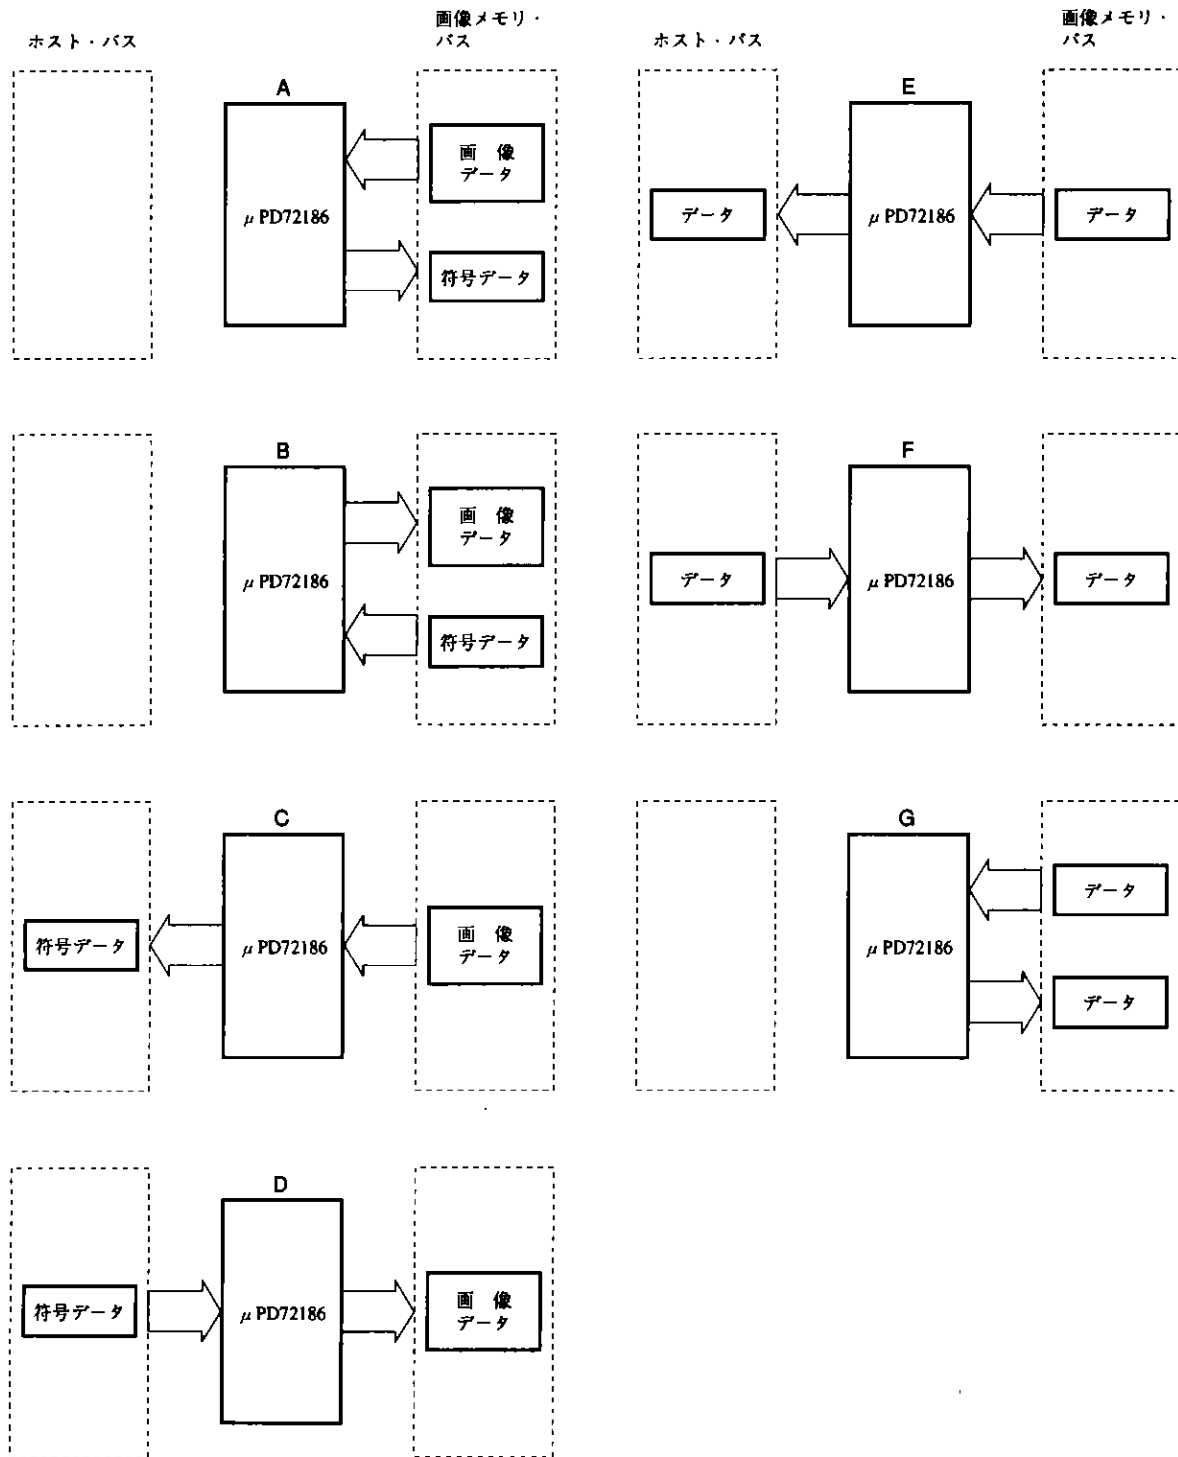 ホスト・バス
画像メモリ・
バス
A
μPD72186
画 像
データ
符号データ
B
μPD72186
画 像
データ
符号データ
C
符号データ
μPD72186
画 像
データ
D
符号データ
μPD72186
画 像
データ
ホスト・バス
画像メモリ・
バス
E
データ
μPD72186
データ
F
データ
μPD72186
データ
G
μPD72186
データ
データ